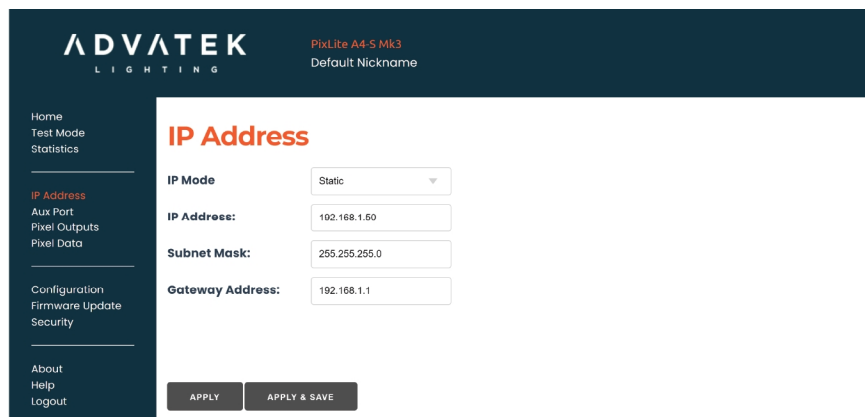 ADVATEK
LIGHTING
PixLite A4-S Mk3
Default Nickname
Home
Test Mode
Statistics
IP Address
Aux Port
Pixel Outputs
Pixel Data
Configuration
Firmware Update
Security
About
Help
Logout
IP Address
IP Mode Static
IP Address: 192.168.1.50
Subnet Mask: 255.255.255.0
Gateway Address: 192.168.1.1
APPLY APPLY & SAVE